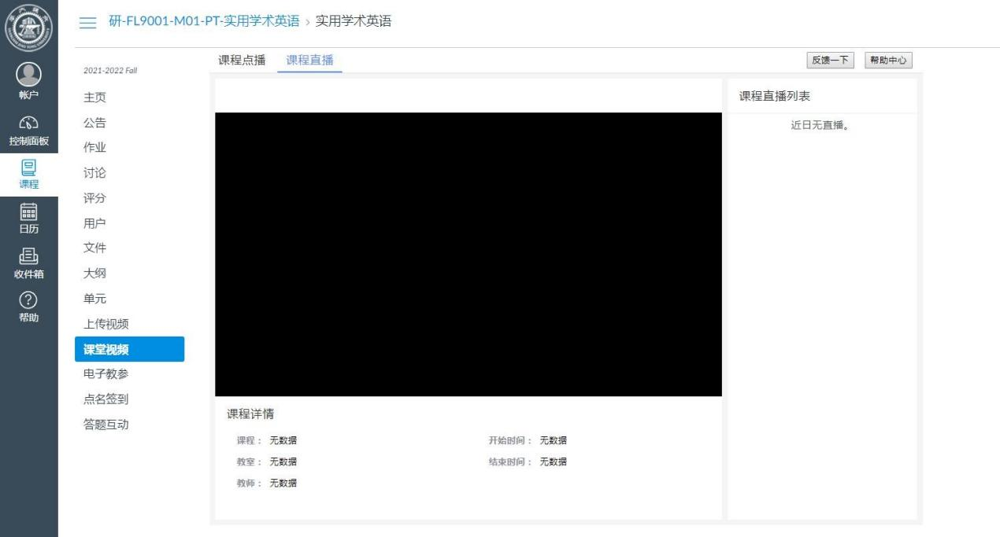 研-FL9001-M01-PT-实用学术英语 › 实用学术英语
帐户
控制面板
课程
日历
收件箱
帮助
2021-2022 Fall
主页
公告
作业
讨论
评分
用户
文件
大纲
单元
上传视频
课堂视频
电子教参
点名签到
答题互动
课程点播 课程直播
反馈一下 帮助中心
课程直播列表
近日无直播。
课程详情
课程： 无数据 开始时间： 无数据
教室： 无数据 结束时间： 无数据
教师： 无数据